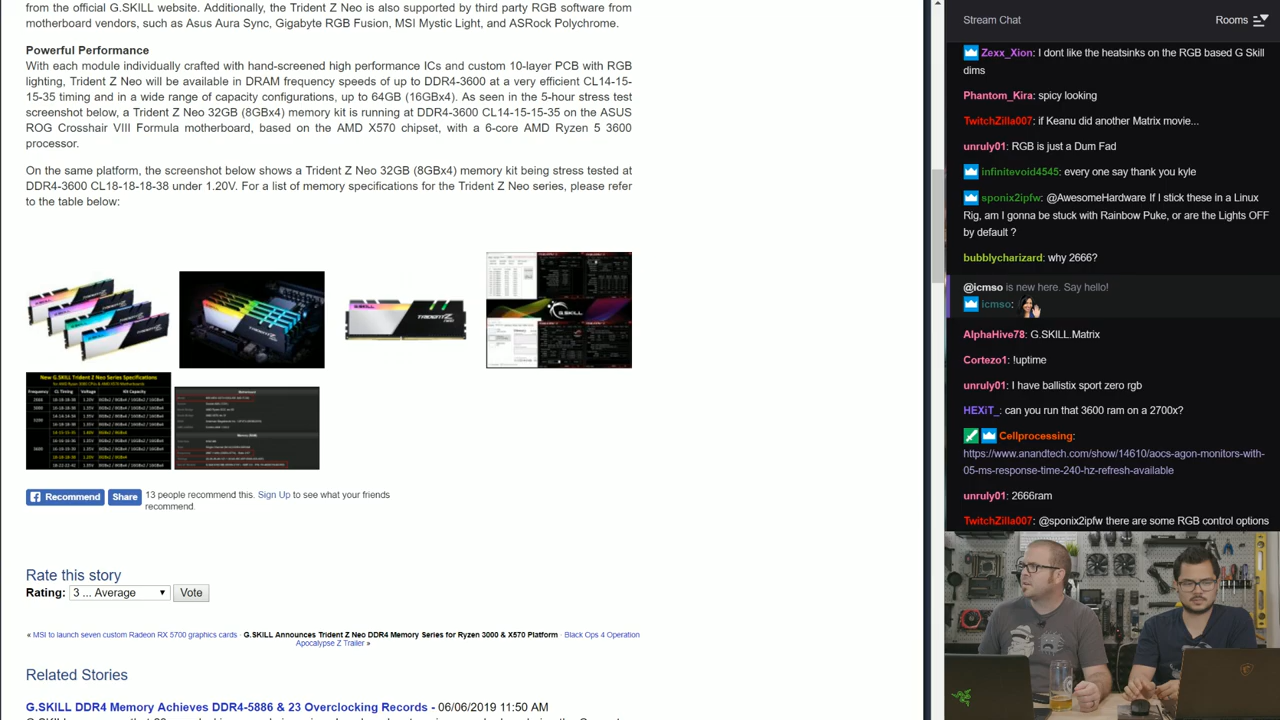 from the official G.SKILL website. Additionally, the Trident Z Neo is also supported by third party RGB software from
motherboard vendors, such as Asus Aura Sync, Gigabyte RGB Fusion, MSI Mystic Light, and ASRock Polychrome.
Powerful Performance
With each module individually crafted with hand-screened high performance ICs and custom 10-layer PCB with RGB
lighting, Trident Z Neo will be available in DRAM frequency speeds of up to DDR4-3600 at a very efficient CL14-15-
15-35 timing and in a wide range of capacity configurations, up to 64GB (16GBx4). As seen in the 5-hour stress test
screenshot below, a Trident Z Neo 32GB (8GBx4) memory kit is running at DDR4-3600 CL14-15-15-35 on the ASUS
ROG Crosshair VIII Formula motherboard, based on the AMD X570 chipset, with a 6-core AMD Ryzen 5 3600
processor.
On the same platform, the screenshot below shows a Trident Z Neo 32GB (8GBx4) memory kit being stress tested at
DDR4-3600 CL18-18-18-38 under 1.20V. For a list of memory specifications for the Trident Z Neo series, please refer
to the table below:
G.SKILL
TRIDENT Z
G.SKILL
New G.SKILL Trident Z Neo Series Specifications
Frequency CL Timing Voltage Kit Capacity
Recommend
Share
13 people recommend this. Sign Up to see what your friends
recommend.
Rate this story
Rating: 3 ... Average Vote
« MSI to launch seven custom Radeon RX 5700 graphics cards · G.SKILL Announces Trident Z Neo DDR4 Memory Series for Ryzen 3000 & X570 Platform · Black Ops 4 Operation
Apocalypse Z Trailer »
Related Stories
G.SKILL DDR4 Memory Achieves DDR4-5886 & 23 Overclocking Records - 06/06/2019 11:50 AM
Stream Chat
Rooms
Zexx_Xion: I dont like the heatsinks on the RGB based G Skill
dims
Phantom_Kira: spicy looking
TwitchZilla007: if Keanu did another Matrix movie...
unruly01: RGB is just a Dum Fad
infinitevoid4545: every one say thank you kyle
sponix2ipfw: @AwesomeHardware If I stick these in a Linux
Rig, am I gonna be stuck with Rainbow Puke, or are the Lights OFF
by default ?
bubbly_charizard: why 2666?
@icmso is new here. Say hello!
icmso:
AlphaHive78: G.SKILL.Matrix
Cortezo1: !uptime
unruly01: I have ballistix sport zero rgb
HEXiT_: can you run that 3600 ram on a 2700x?
Cellprocessing:
https://www.anandtech.com/show/14610/aocs-agon-monitors-with-
05-ms-response-time-240-hz-refresh-available
unruly01: 2666ram
TwitchZilla007: @sponix2ipfw there are some RGB control options